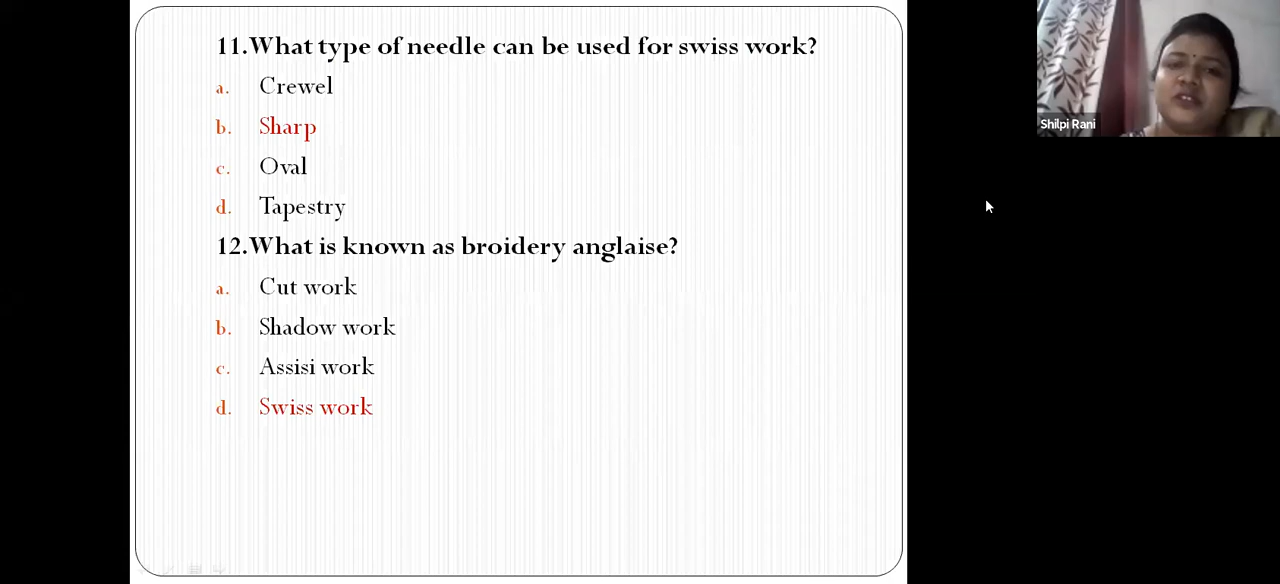 11.What type of needle can be used for swiss work?
a. Crewel
b. Sharp
c. Oval
d. Tapestry
12.What is known as broidery anglaise?
a. Cut work
b. Shadow work
c. Assisi work
d. Swiss work
Shilpi Rani